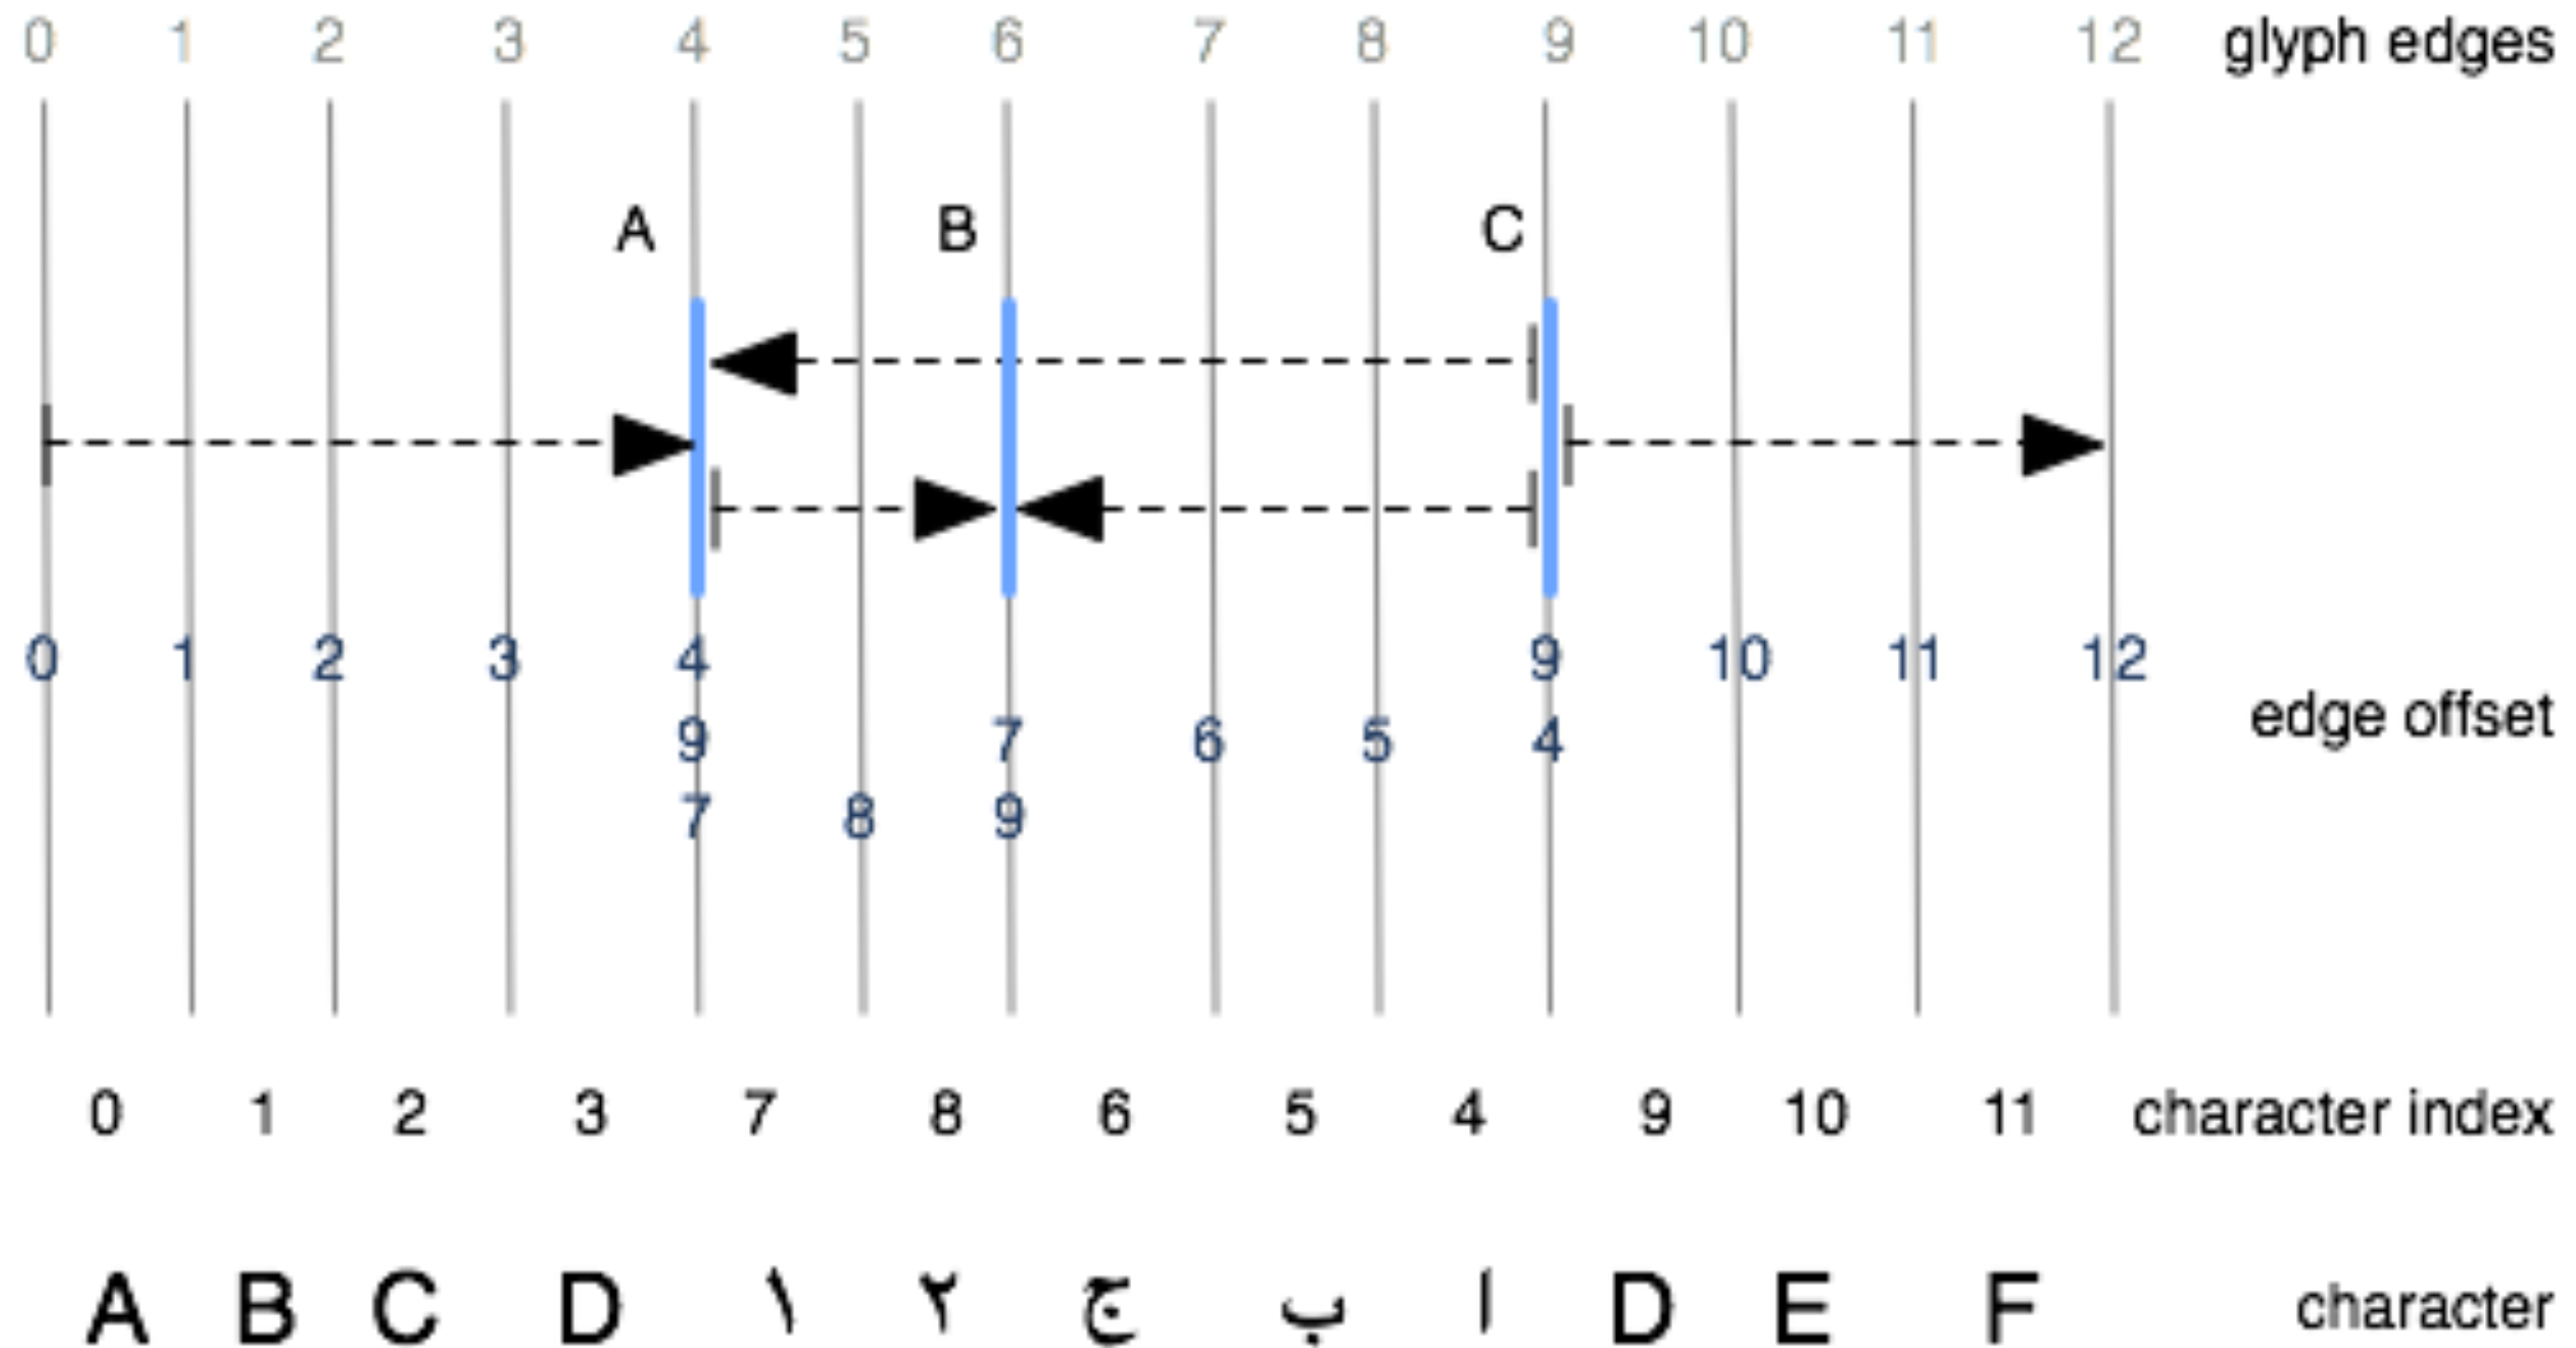 0 1 2 3 4 5 6 7 8 9 10 11 12 glyph edges
A B C
0 1 2 3 4 9 10 11 12
edge offset
9 7 6 5 4
7 8 9
0 1 2 3 7 8 6 5 4 9 10 11 character index
A B C D ١ ٢ ج ب ا D E F character